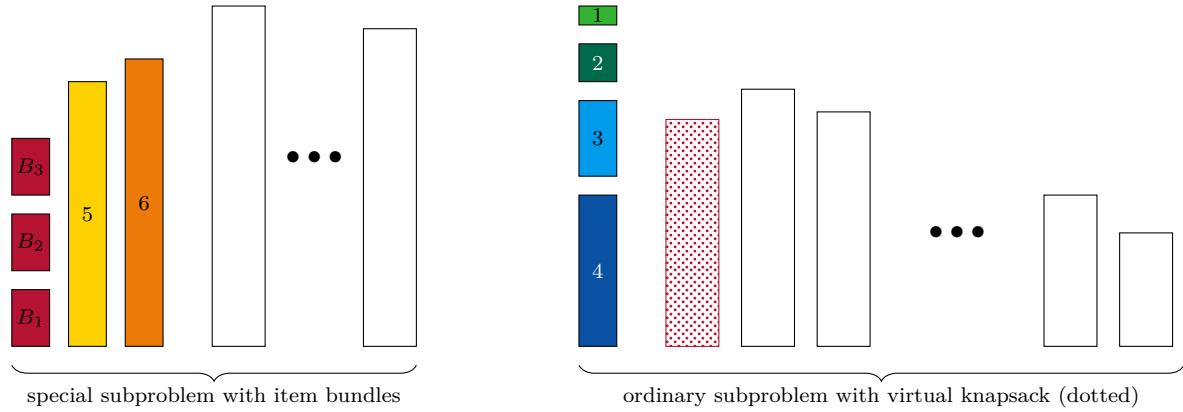 B3
B2
B1
5
6
special subproblem with item bundles
1
2
3
4
ordinary subproblem with virtual knapsack (dotted)